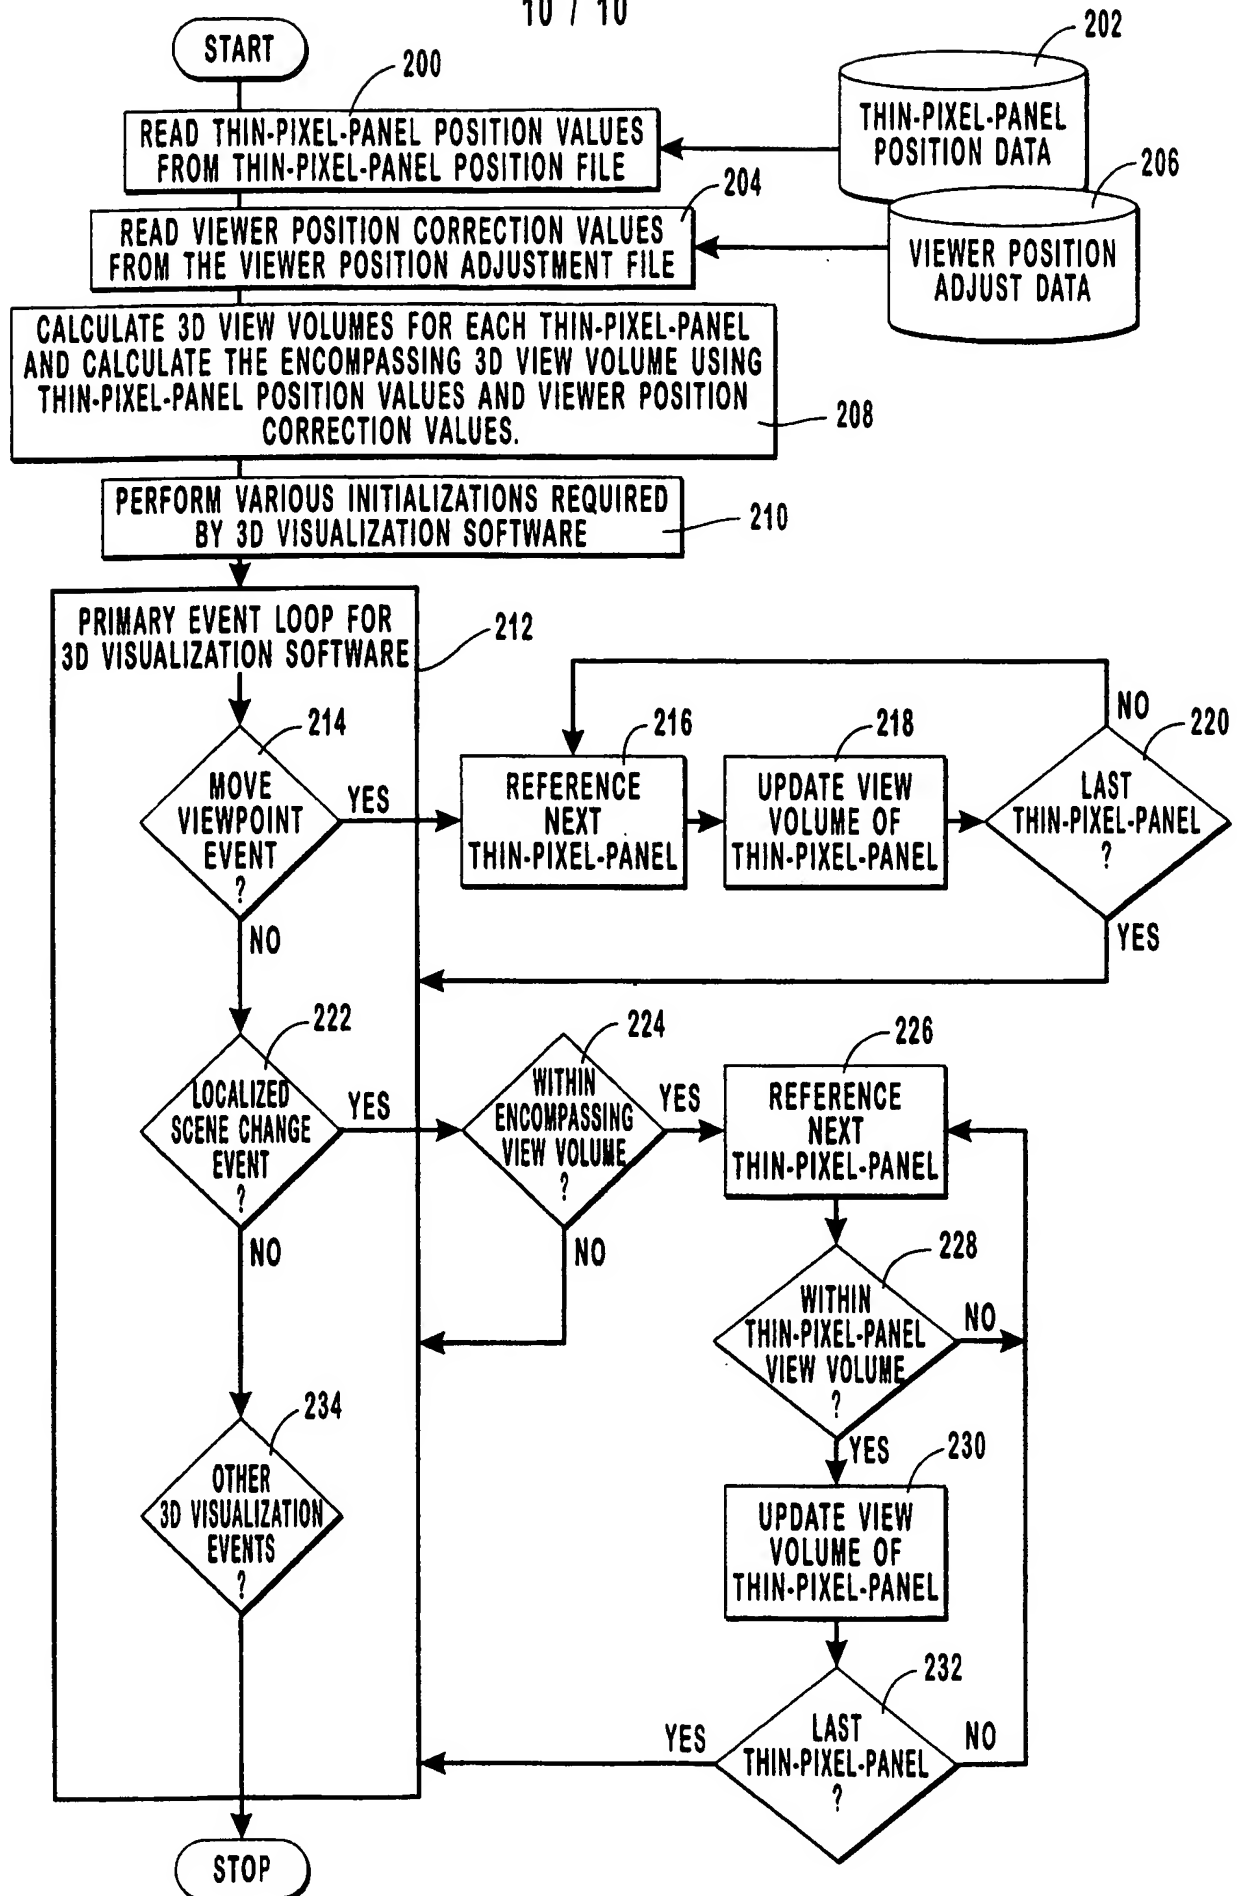 10 / 10
START
200
READ THIN-PIXEL-PANEL POSITION VALUES
FROM THIN-PIXEL-PANEL POSITION FILE
202
THIN-PIXEL-PANEL
POSITION DATA
204
READ VIEWER POSITION CORRECTION VALUES
FROM THE VIEWER POSITION ADJUSTMENT FILE
206
VIEWER POSITION
ADJUST DATA
CALCULATE 3D VIEW VOLUMES FOR EACH THIN-PIXEL-PANEL
AND CALCULATE THE ENCOMPASSING 3D VIEW VOLUME USING
THIN-PIXEL-PANEL POSITION VALUES AND VIEWER POSITION
CORRECTION VALUES.
208
PERFORM VARIOUS INITIALIZATIONS REQUIRED
BY 3D VISUALIZATION SOFTWARE
210
PRIMARY EVENT LOOP FOR
3D VISUALIZATION SOFTWARE
212
214
MOVE
VIEWPOINT
EVENT
?
YES
NO
216
REFERENCE
NEXT
THIN-PIXEL-PANEL
218
UPDATE VIEW
VOLUME OF
THIN-PIXEL-PANEL
220
LAST
THIN-PIXEL-PANEL
?
NO
YES
222
LOCALIZED
SCENE CHANGE
EVENT
?
YES
NO
224
WITHIN
ENCOMPASSING
VIEW VOLUME
?
YES
NO
226
REFERENCE
NEXT
THIN-PIXEL-PANEL
228
WITHIN
THIN-PIXEL-PANEL
VIEW VOLUME
?
NO
YES
230
UPDATE VIEW
VOLUME OF
THIN-PIXEL-PANEL
232
LAST
THIN-PIXEL-PANEL
?
YES
NO
234
OTHER
3D VISUALIZATION
EVENTS
?
STOP